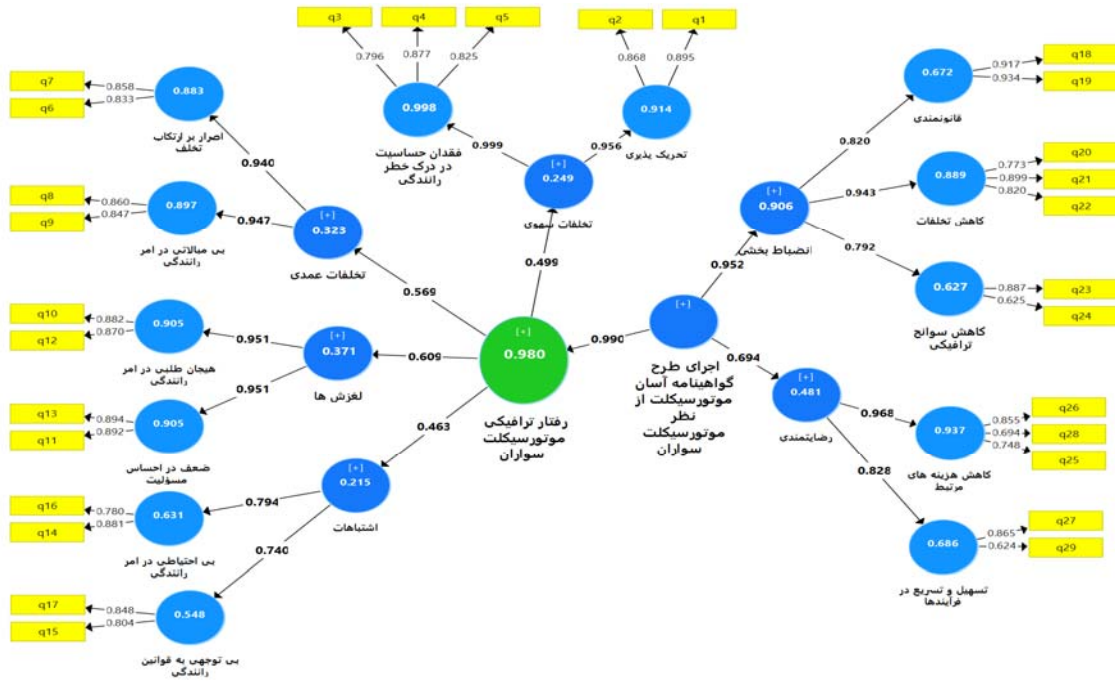 q3
q4
q5
q2
q1
0.796
0.877
0.825
0.868
0.895
0.998
فقدان حساسیت
در درک خطر
رانندگی
0.914
تحریک پذیری
0.999
0.956
[+]
0.249
تخلفات سهوی
0.499
q7
q6
0.858
0.833
0.883
اصرار بر ارتکاب
تخلف
0.940
q8
q9
0.860
0.847
0.897
بی مبالاتی در امر
رانندگی
0.947
[+]
0.323
تخلفات عمدی
0.569
q10
q12
0.882
0.870
0.905
هیجان طلبی در امر
رانندگی
0.951
[+]
0.371
لغزش ها
0.609
q13
q11
0.894
0.892
0.905
ضعف در احساس
مسؤلیت
0.951
q16
q14
0.780
0.881
0.631
بی احتیاطی در امر
رانندگی
0.794
[+]
0.215
اشتباهات
0.463
q17
q15
0.848
0.804
0.548
بی توجهی به قوانین
رانندگی
0.740
[+]
0.980
رفتار ترافیکی
موتورسیکلت
سواران
0.990
[+]
اجرای طرح
گواهینامه آسان
موتورسیکلت از
نظر
موتورسیکلت
سواران
0.952
0.694
[+]
0.906
انضباط بخشی
0.820
0.943
0.792
0.672
قانونمندی
0.917
0.934
q18
q19
0.889
کاهش تخلفات
0.773
0.899
0.820
q20
q21
q22
0.627
کاهش سوانح
ترافیکی
0.887
0.625
q23
q24
[+]
0.481
رضایتمندی
0.968
0.828
0.937
کاهش هزینه های
مرتبط
0.855
0.694
0.748
q26
q28
q25
0.686
تسهیل و تسریع در
فرآیندها
0.865
0.624
q27
q29